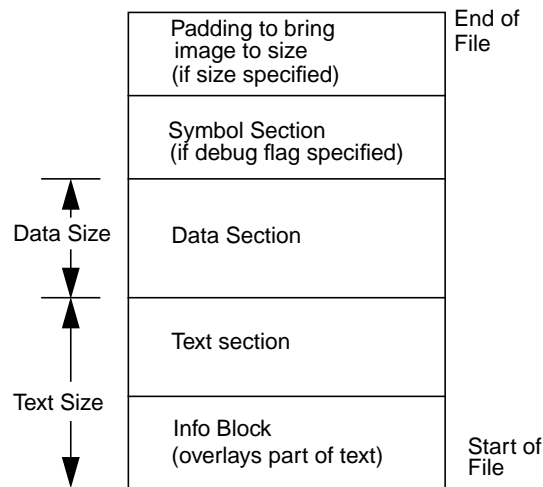 Padding to bring
image to size
(if size specified)
End of
File
Symbol Section
(if debug flag specified)
Data Size
Data Section
Text section
Text Size
Info Block
(overlays part of text)
Start of
File